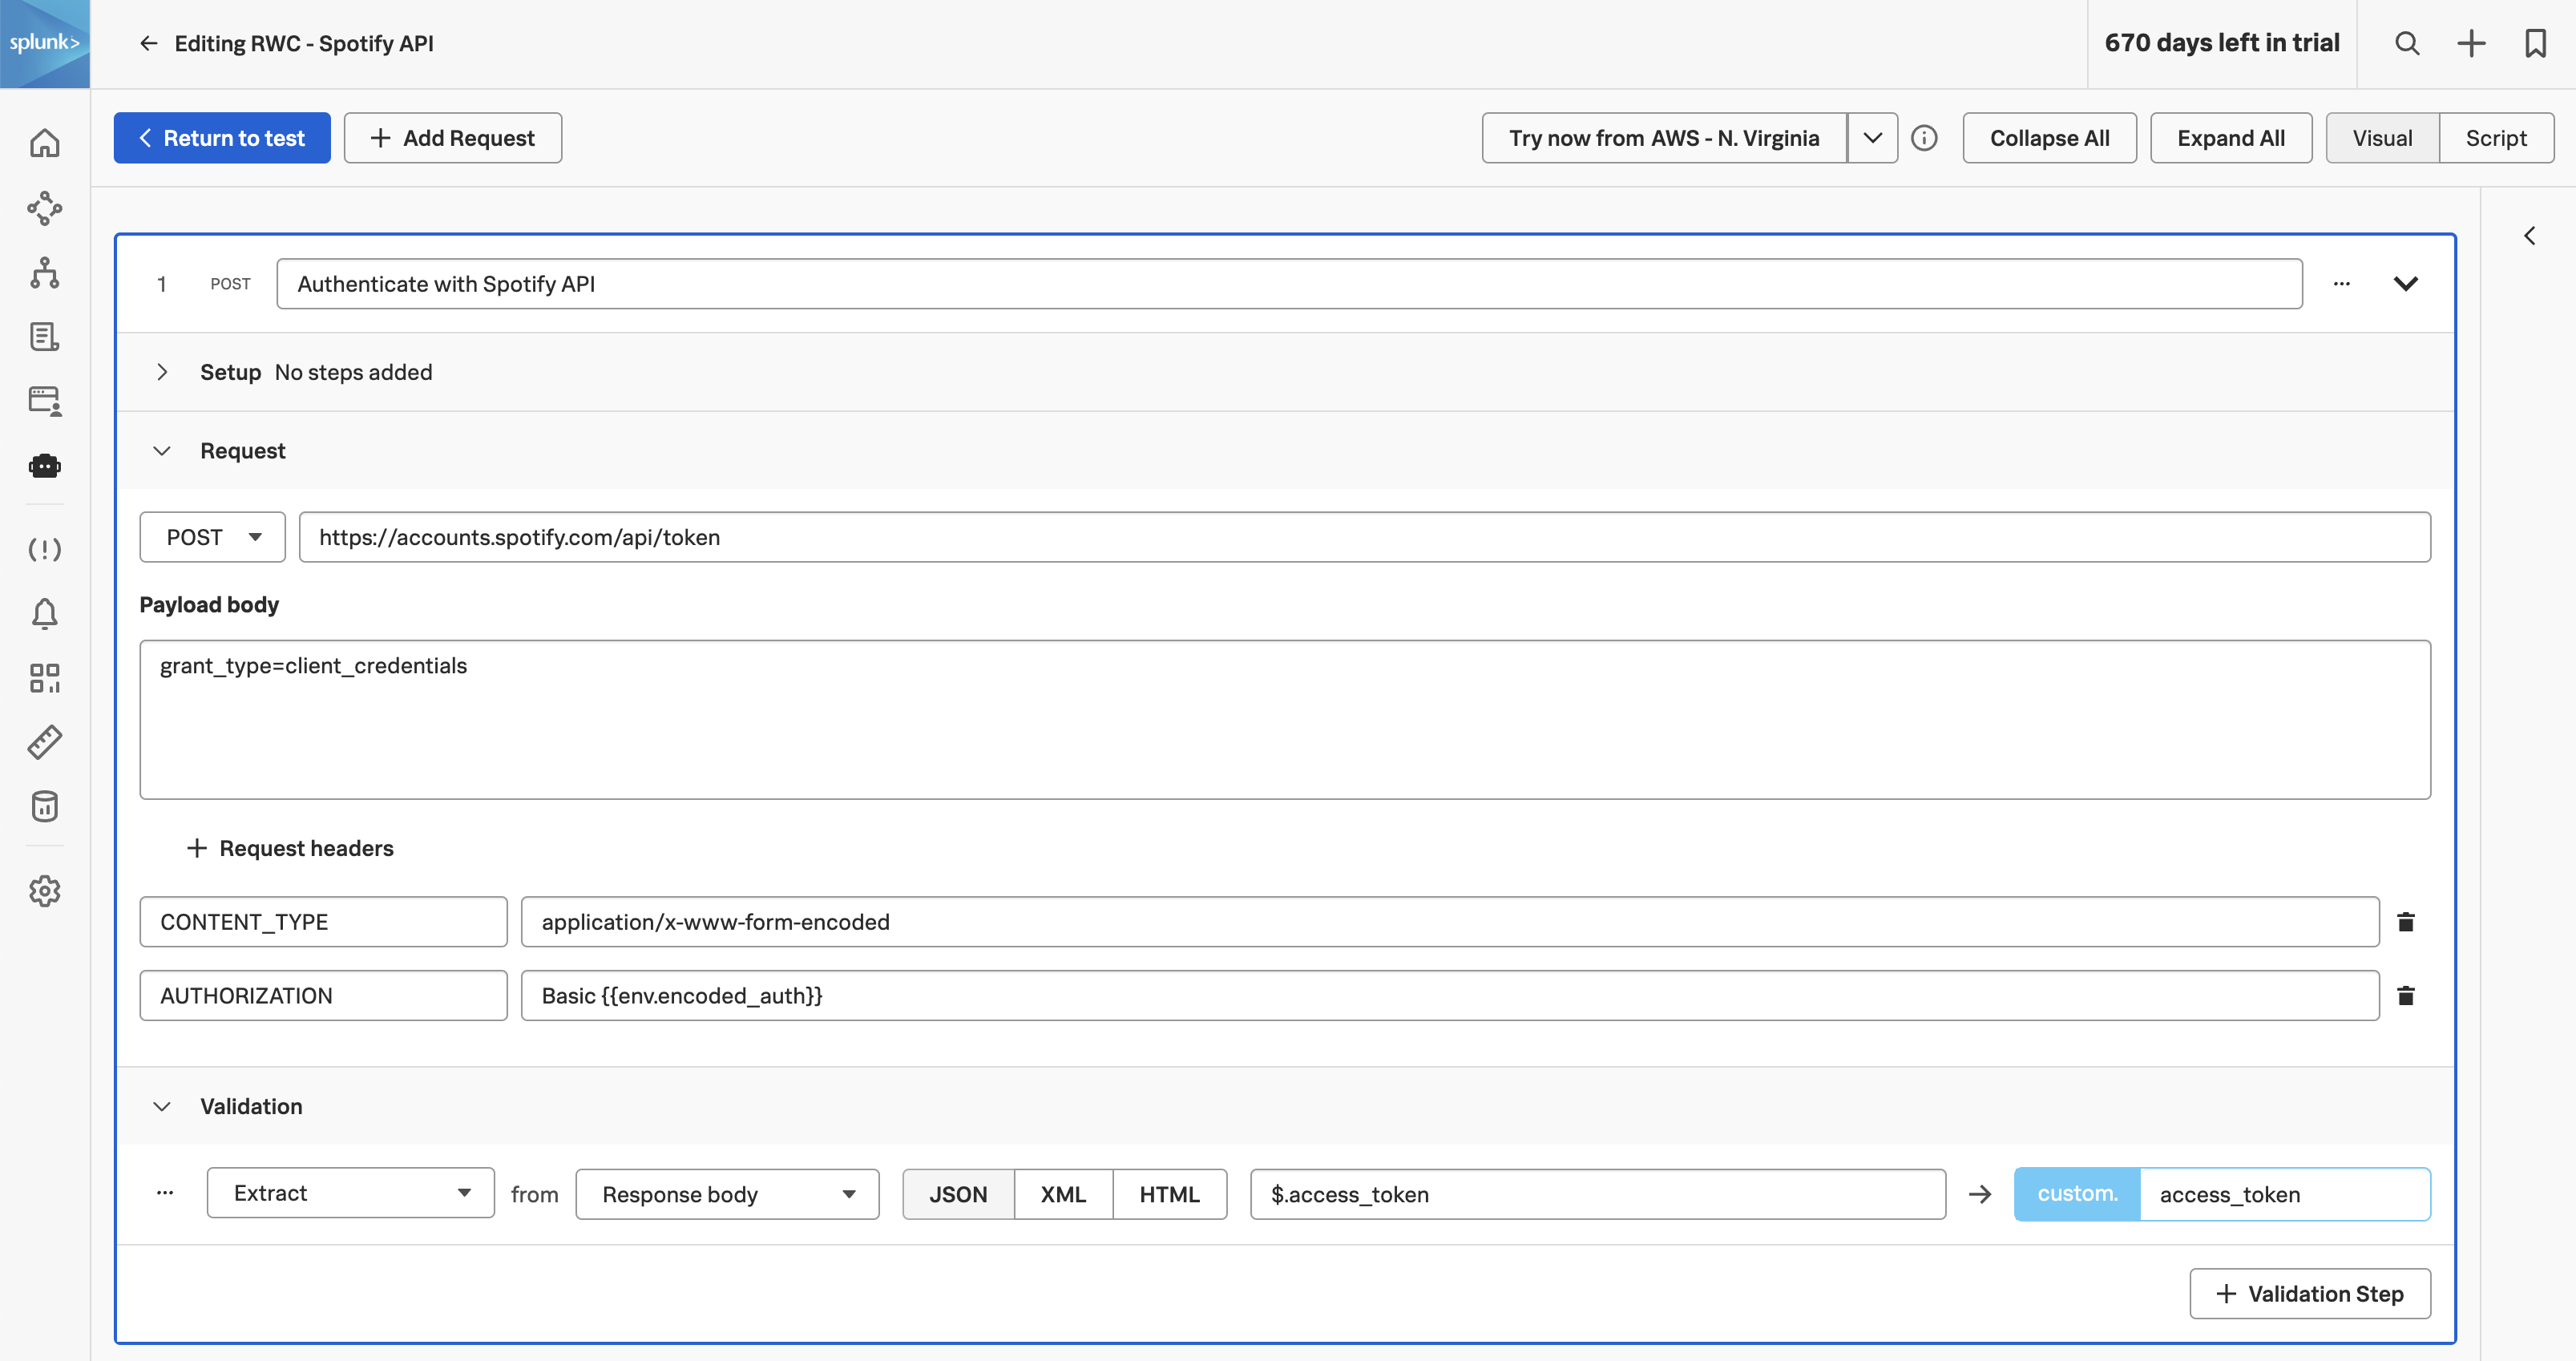 splunk>
Editing RWC - Spotify API
670 days left in trial
Return to test
Add Request
Try now from AWS - N. Virginia
Collapse All
Expand All
Visual
Script
1 POST Authenticate with Spotify API
Setup No steps added
Request
POST https://accounts.spotify.com/api/token
Payload body
grant_type=client_credentials
Request headers
CONTENT_TYPE application/x-www-form-encoded
AUTHORIZATION Basic {{env.encoded_auth}}
Validation
Extract from Response body JSON XML HTML $.access_token custom. access_token
Validation Step